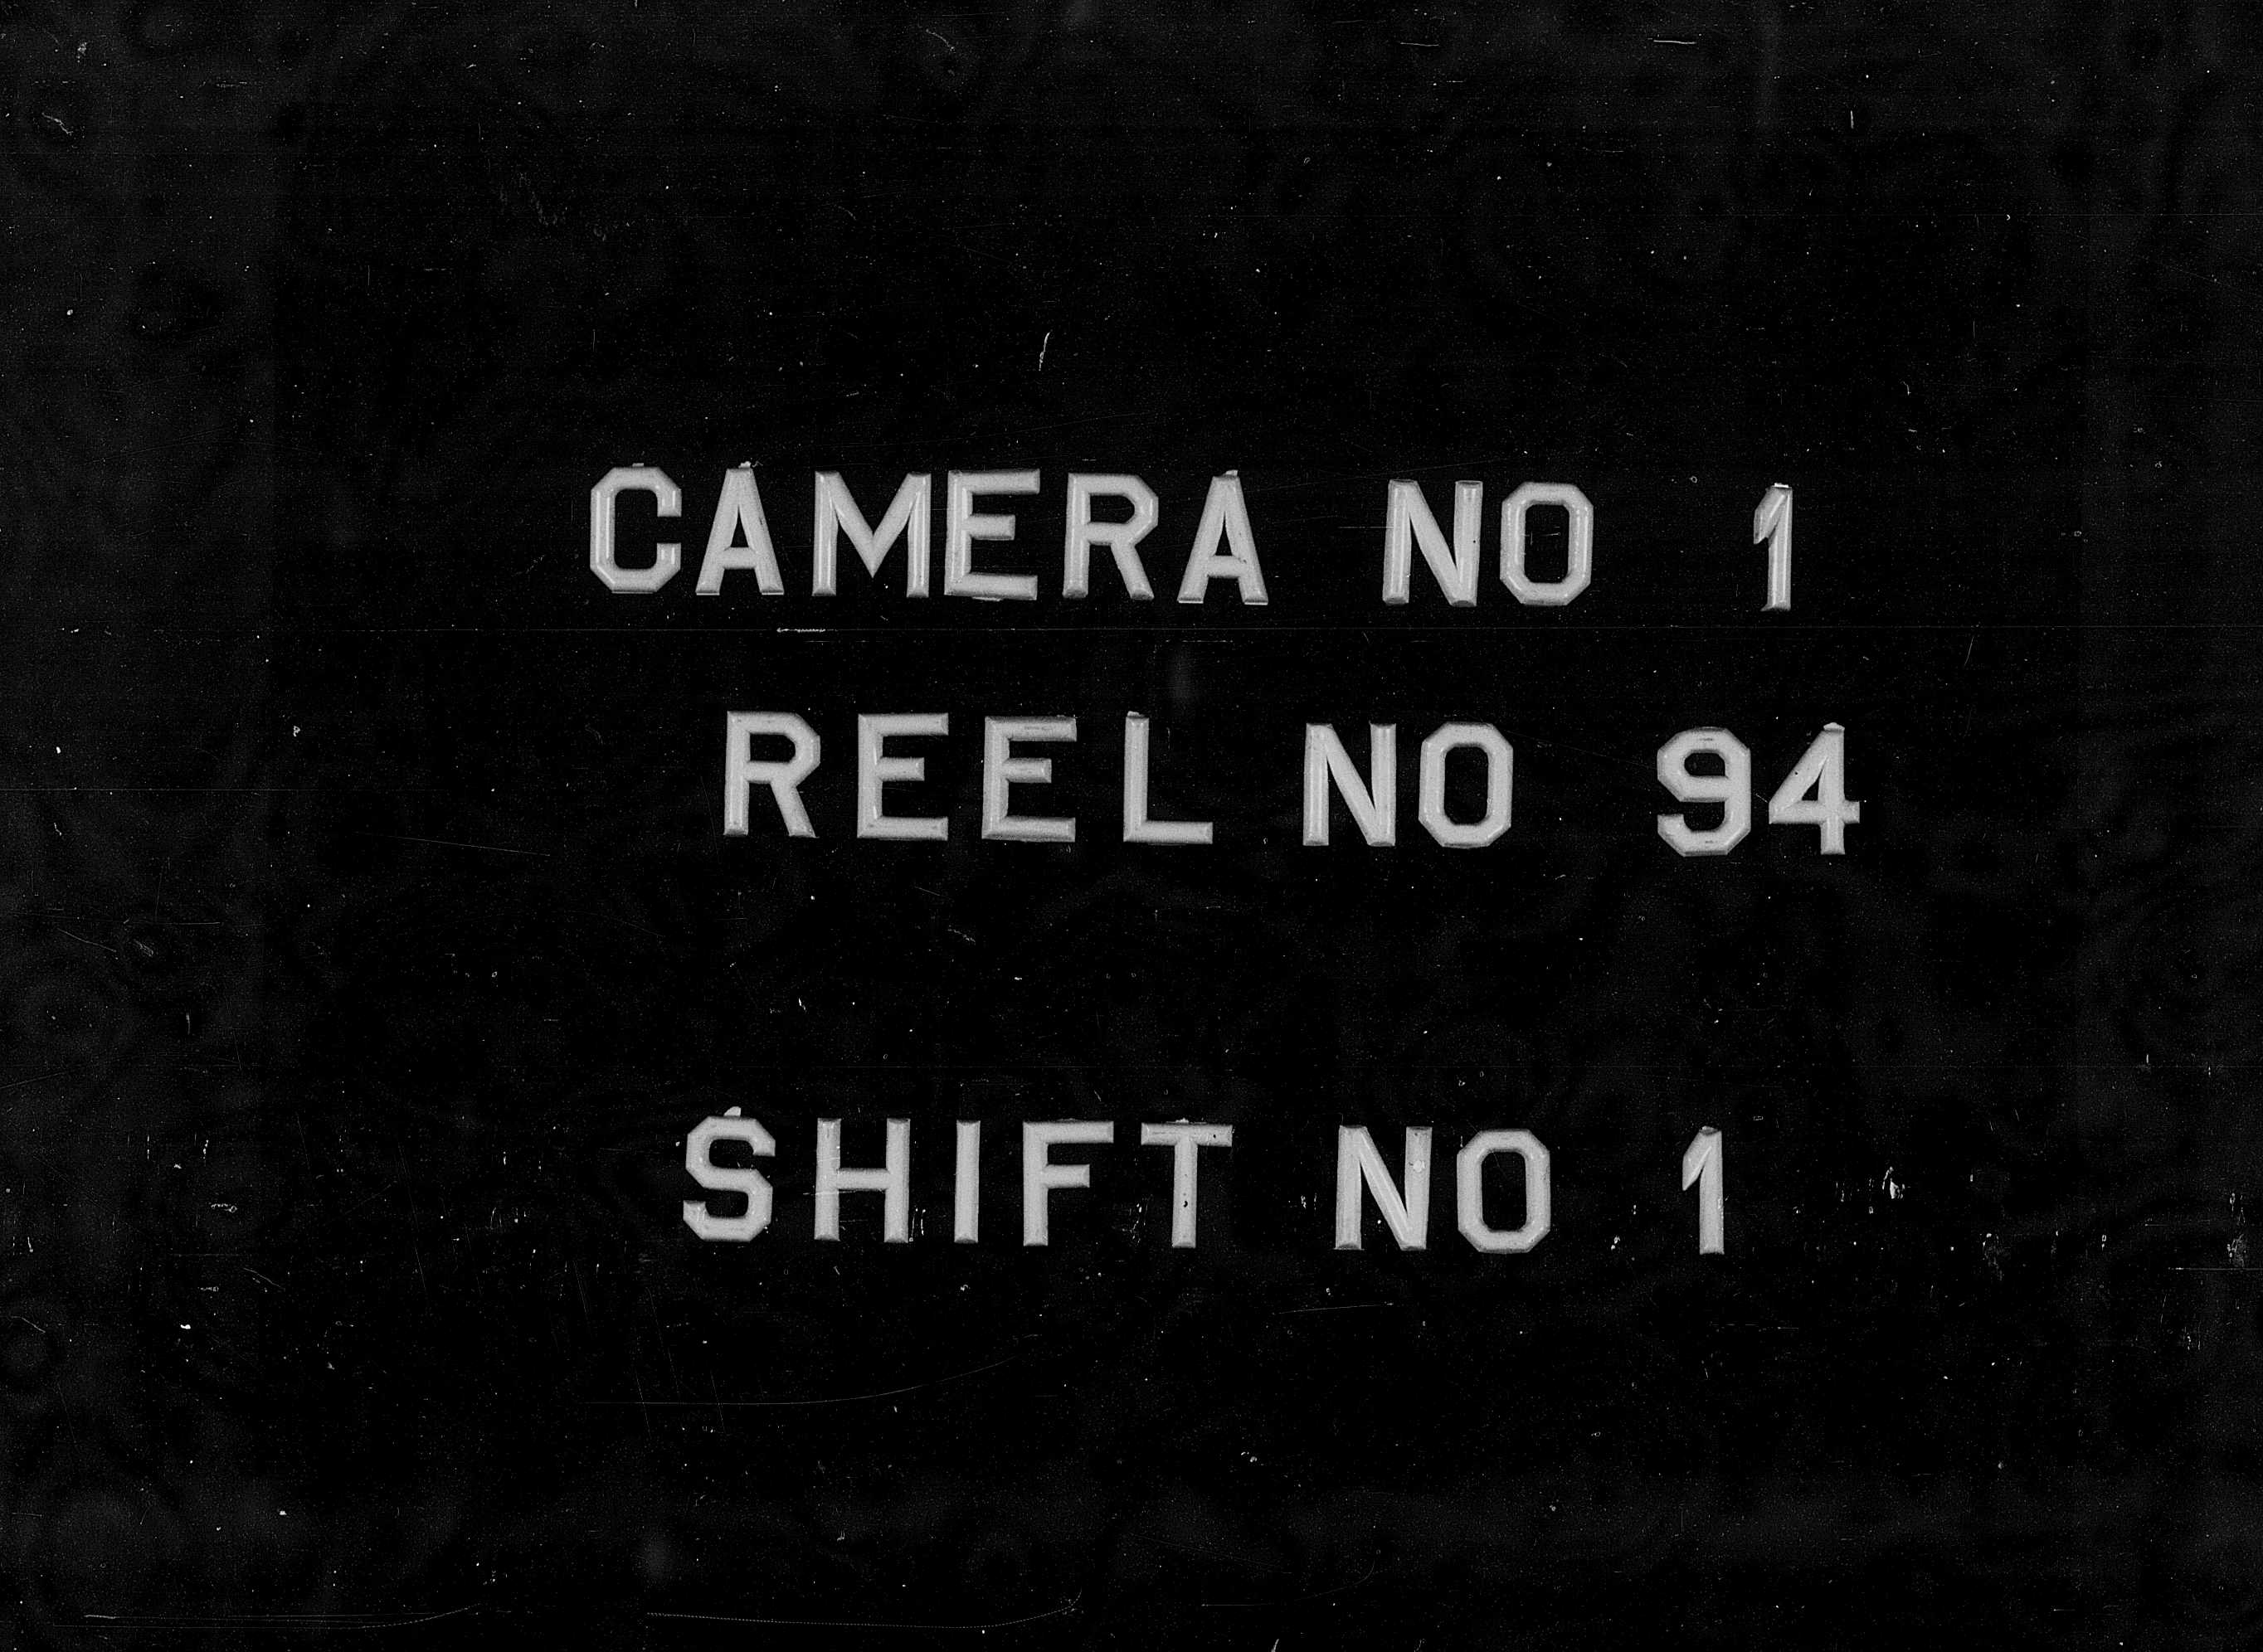 CAMERA NO 1
REEL NO 94
SHIFT NO 1